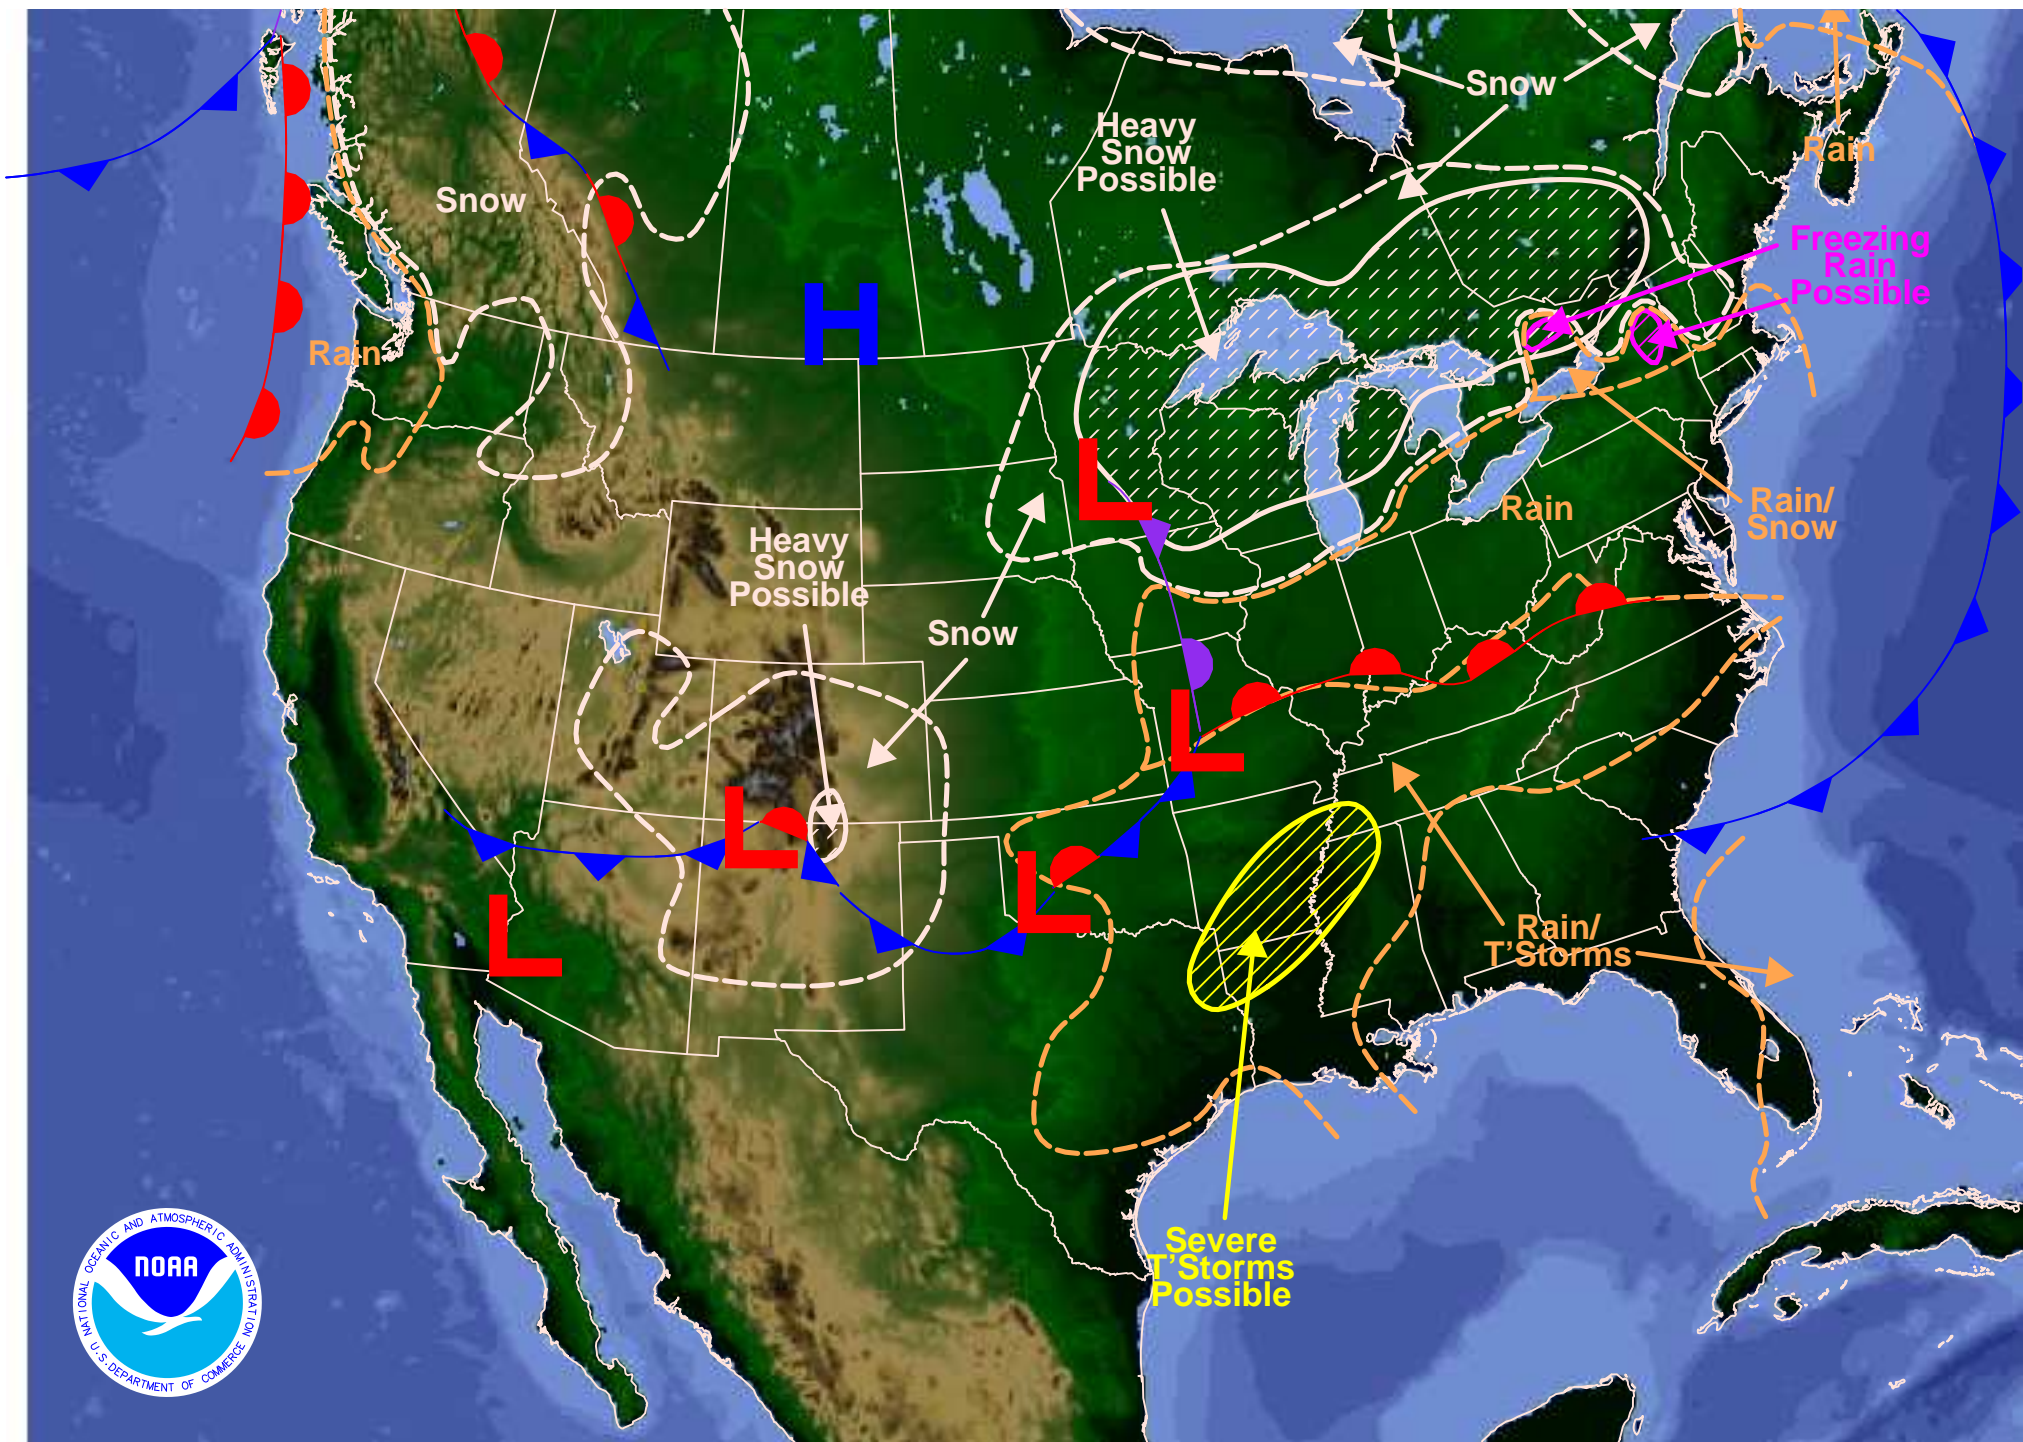 Snow
Heavy
Snow
Possible
Rain
Snow
Freezing
Rain
Possible
H
Rain
L
Rain
Rain/
Snow
Heavy
Snow
Possible
Snow
L
L
L
L
Rain/
T'Storms
Severe
T'Storms
Possible
NATIONAL OCEANIC AND ATMOSPHERIC ADMINISTRATION
NOAA
U.S. DEPARTMENT OF COMMERCE